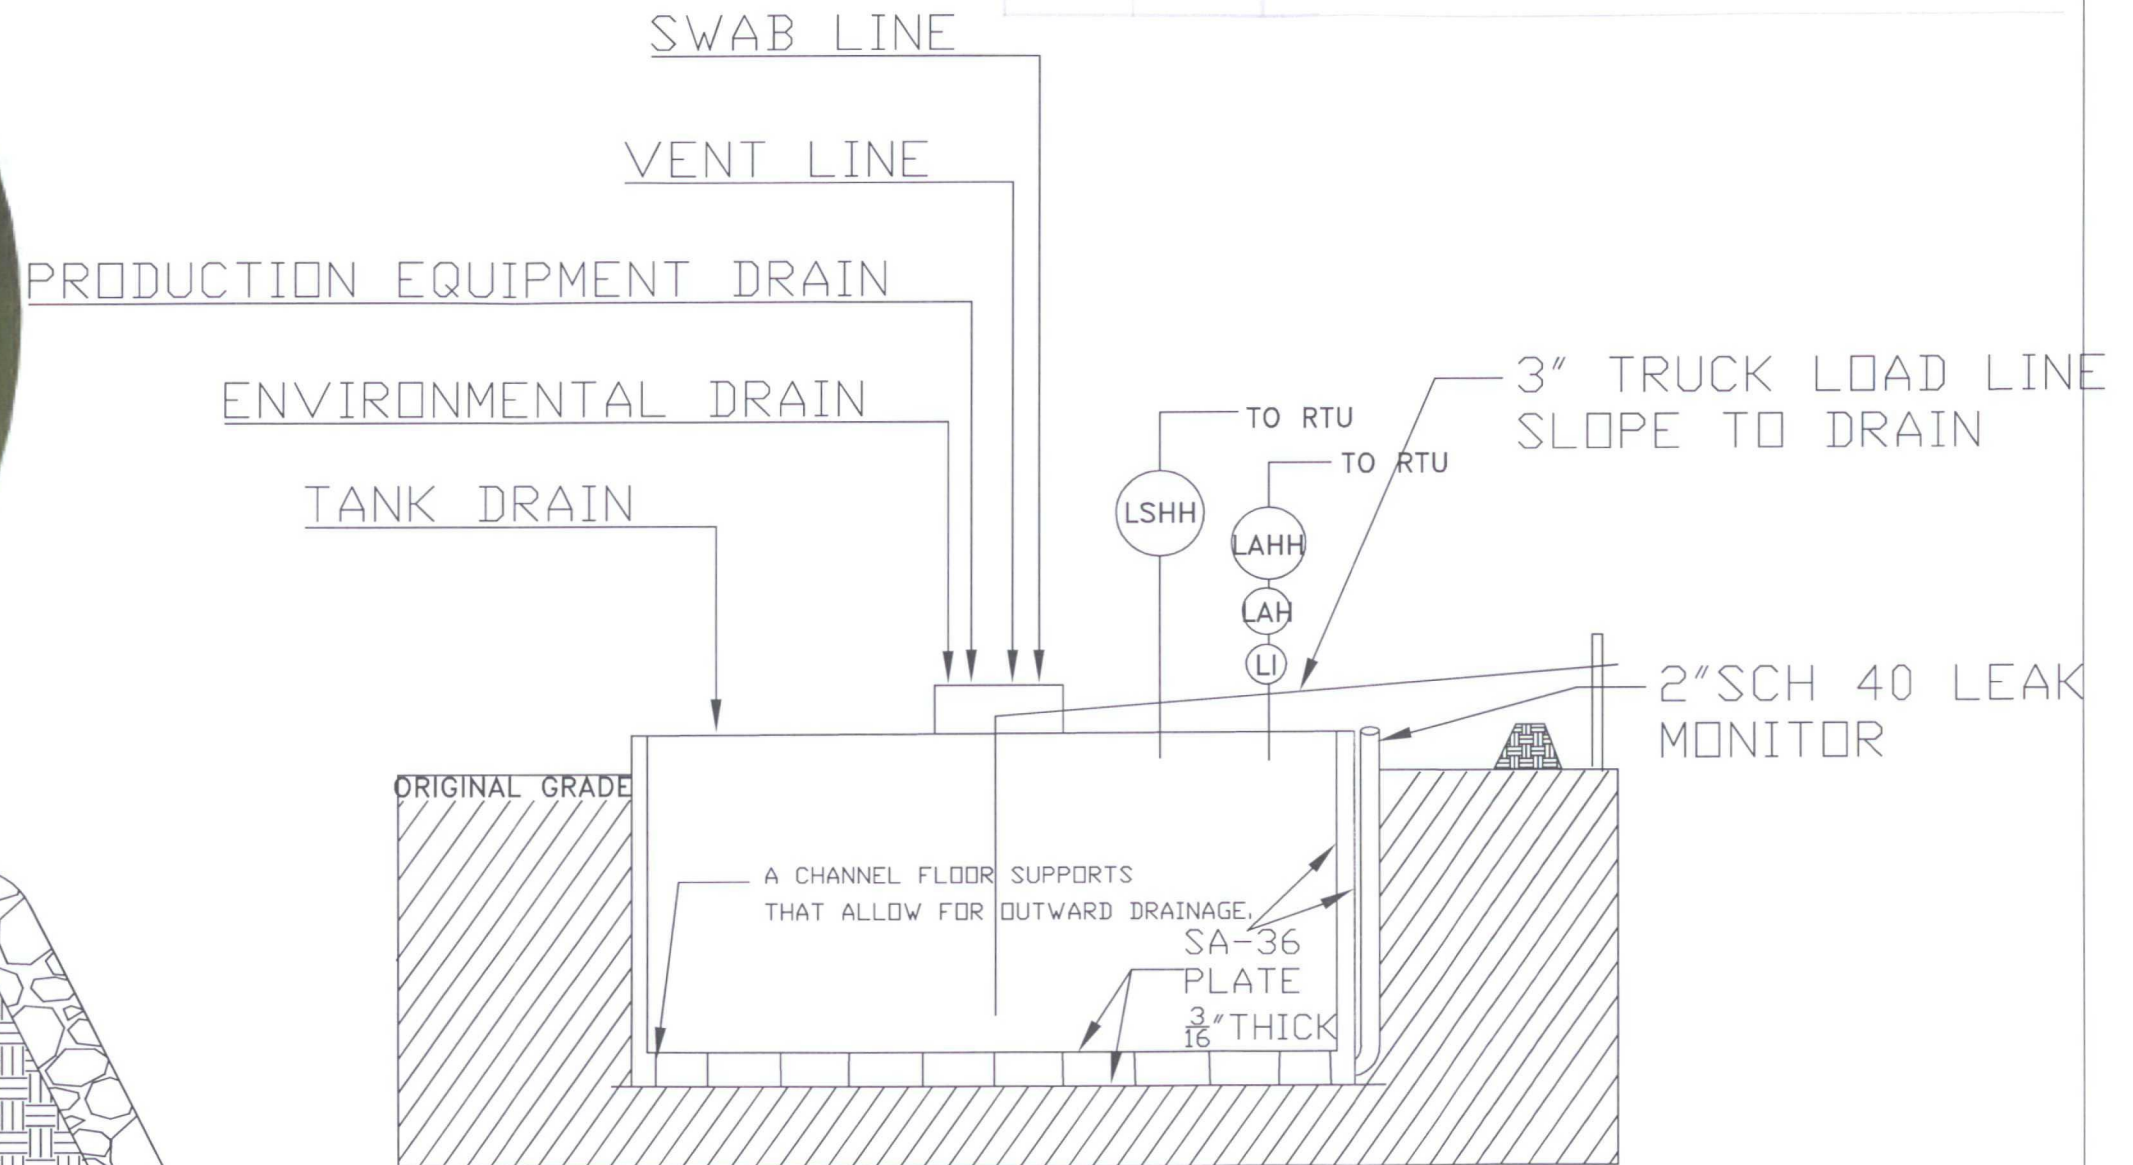 SWAB LINE
VENT LINE
PRODUCTION EQUIPMENT DRAIN
ENVIRONMENTAL DRAIN
TANK DRAIN
3" TRUCK LOAD LINE
SLOPE TO DRAIN
TO RTU
TO RTU
LSHH
LAHH
LAH
LI
2"SCH 40 LEAK
MONITOR
ORIGINAL GRADE
A CHANNEL FLOOR SUPPORTS
THAT ALLOW FOR OUTWARD DRAINAGE.
SA-36
PLATE
3/16"THICK